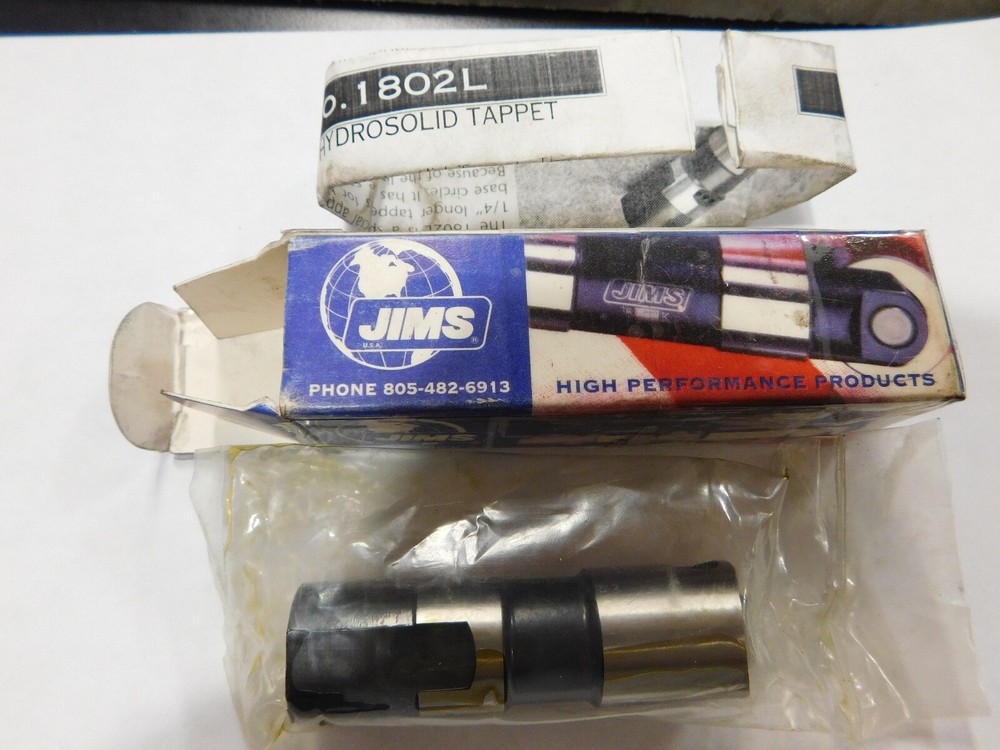 o. 1802L
HYDROSOLID TAPPET
The 1802L is a
1/4" longer tappe
base circle. It has
Because of the
JIMS
U.S.A. ®
PHONE 805-482-6913
JIMS
HIGH PERFORMANCE PRODUCTS
JIMS